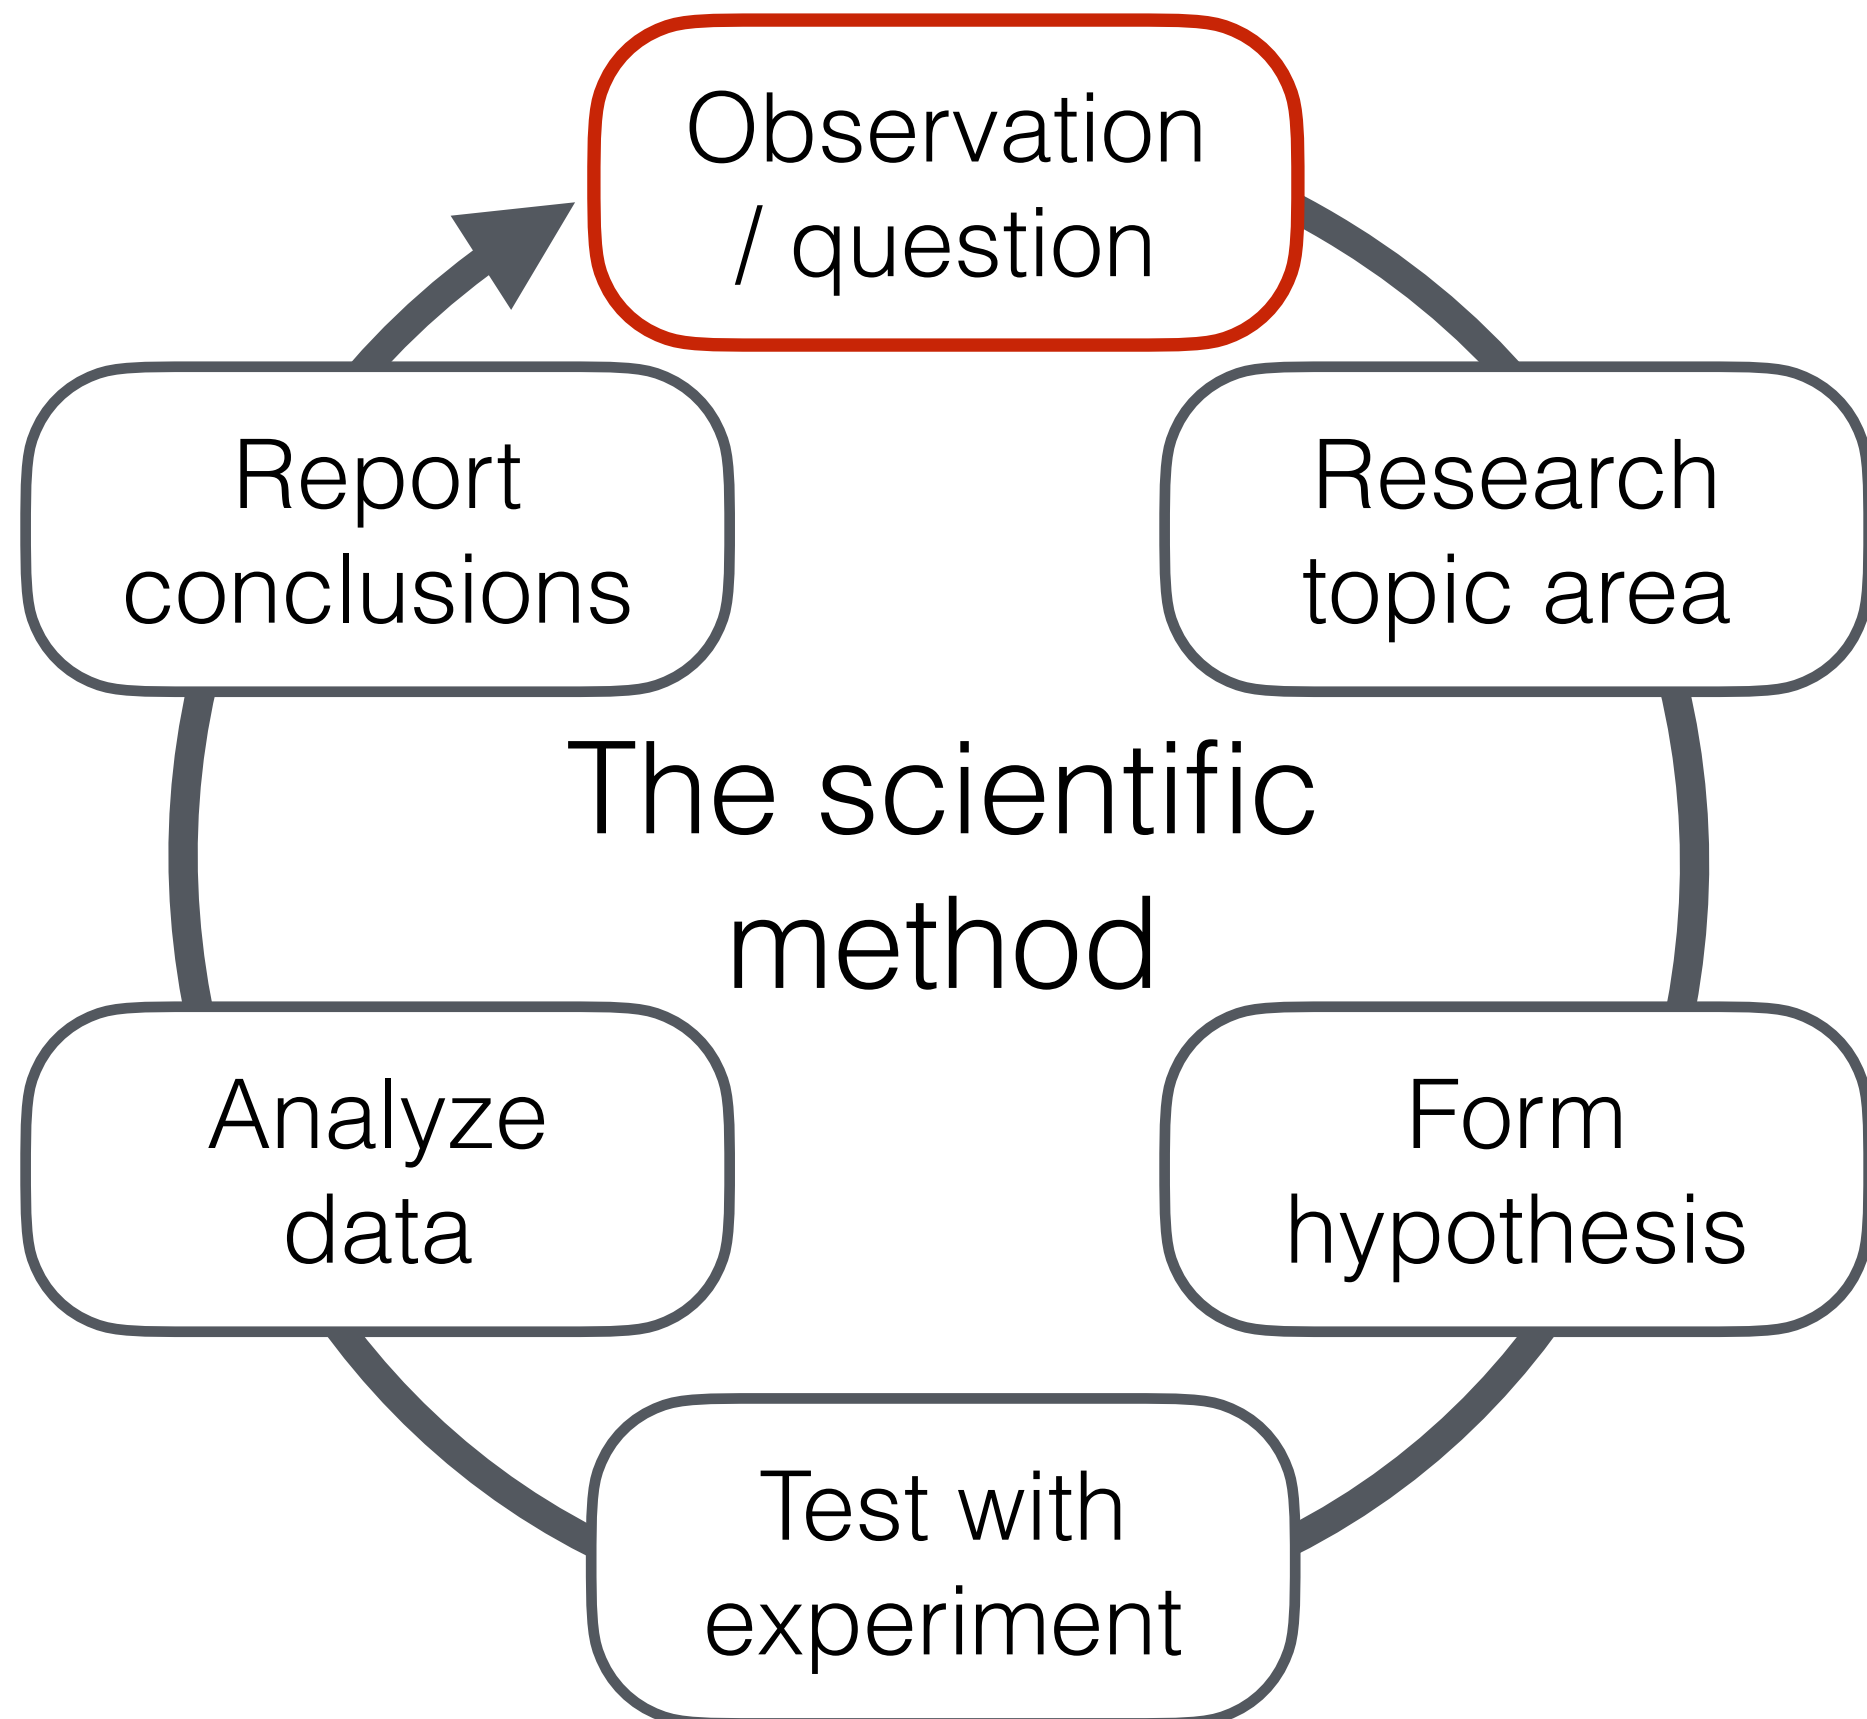 Observation
/ question
Research
topic area
Form
hypothesis
Test with
experiment
Analyze
data
Report
conclusions
The scientific
method